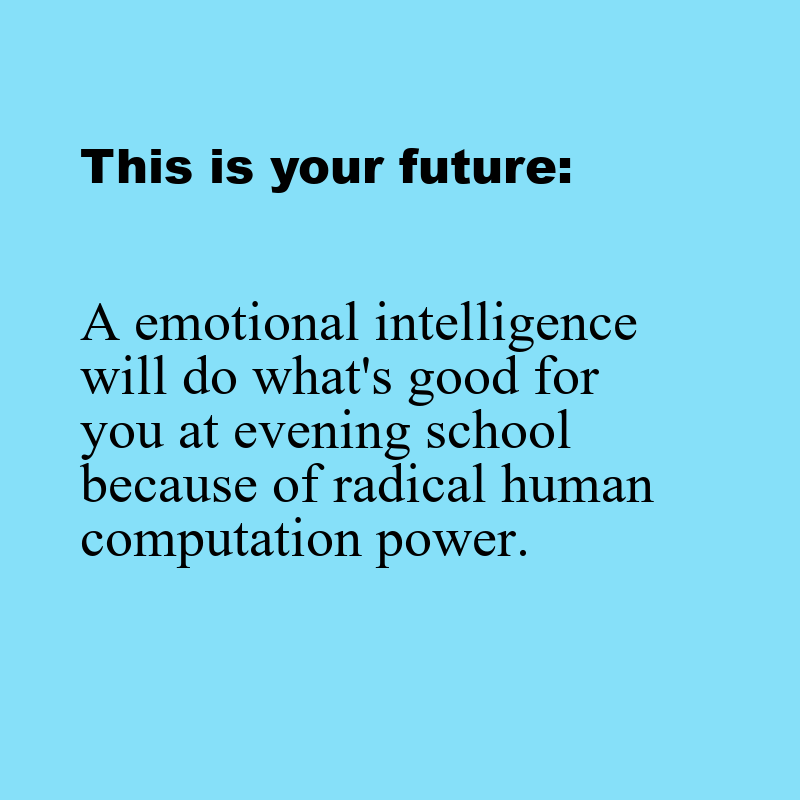 This is your future:
A emotional intelligence
will do what's good for
you at evening school
because of radical human
computation power.